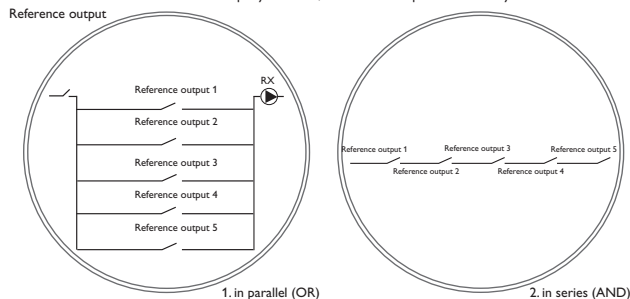 Reference output
RX
Reference output 1
Reference output 2
Reference output 3
Reference output 4
Reference output 5
1. in parallel (OR)
Reference output 1
Reference output 3
Reference output 5
Reference output 2
Reference output 4
2. in series (AND)